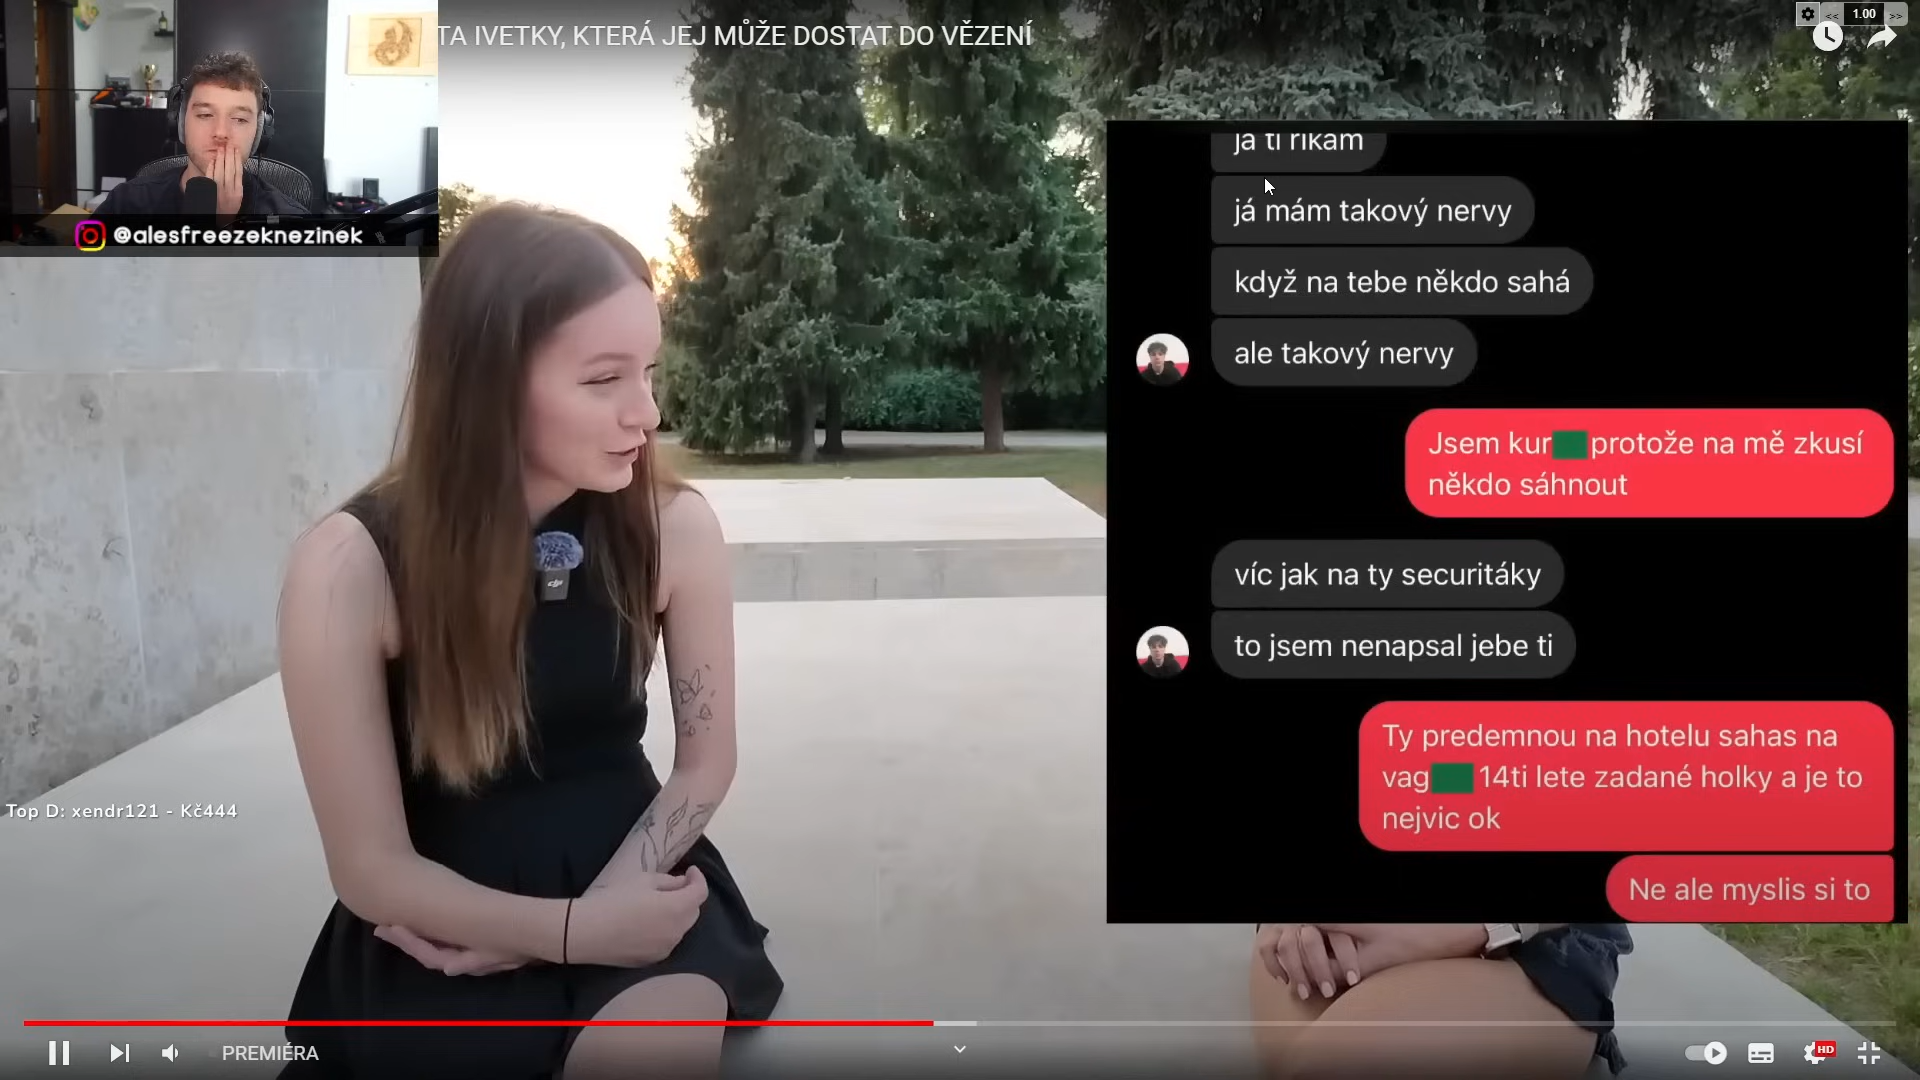 TA IVETKY, KTERÁ JEJ MŮŽE DOSTAT DO VĚZENÍ
<< 1.00 >>
@alesfreezeknezinek
ja ti rikam
já mám takový nervy
když na tebe někdo sahá
ale takový nervy
Jsem kur protože na mě zkusí
někdo sáhnout
víc jak na ty securitáky
to jsem nenapsal jebe ti
Ty predemnou na hotelu sahas na
vag 14ti lete zadané holky a je to
nejvic ok
Ne ale myslis si to
Top D: xendr121 - Kč444
PREMIÉRA
HD